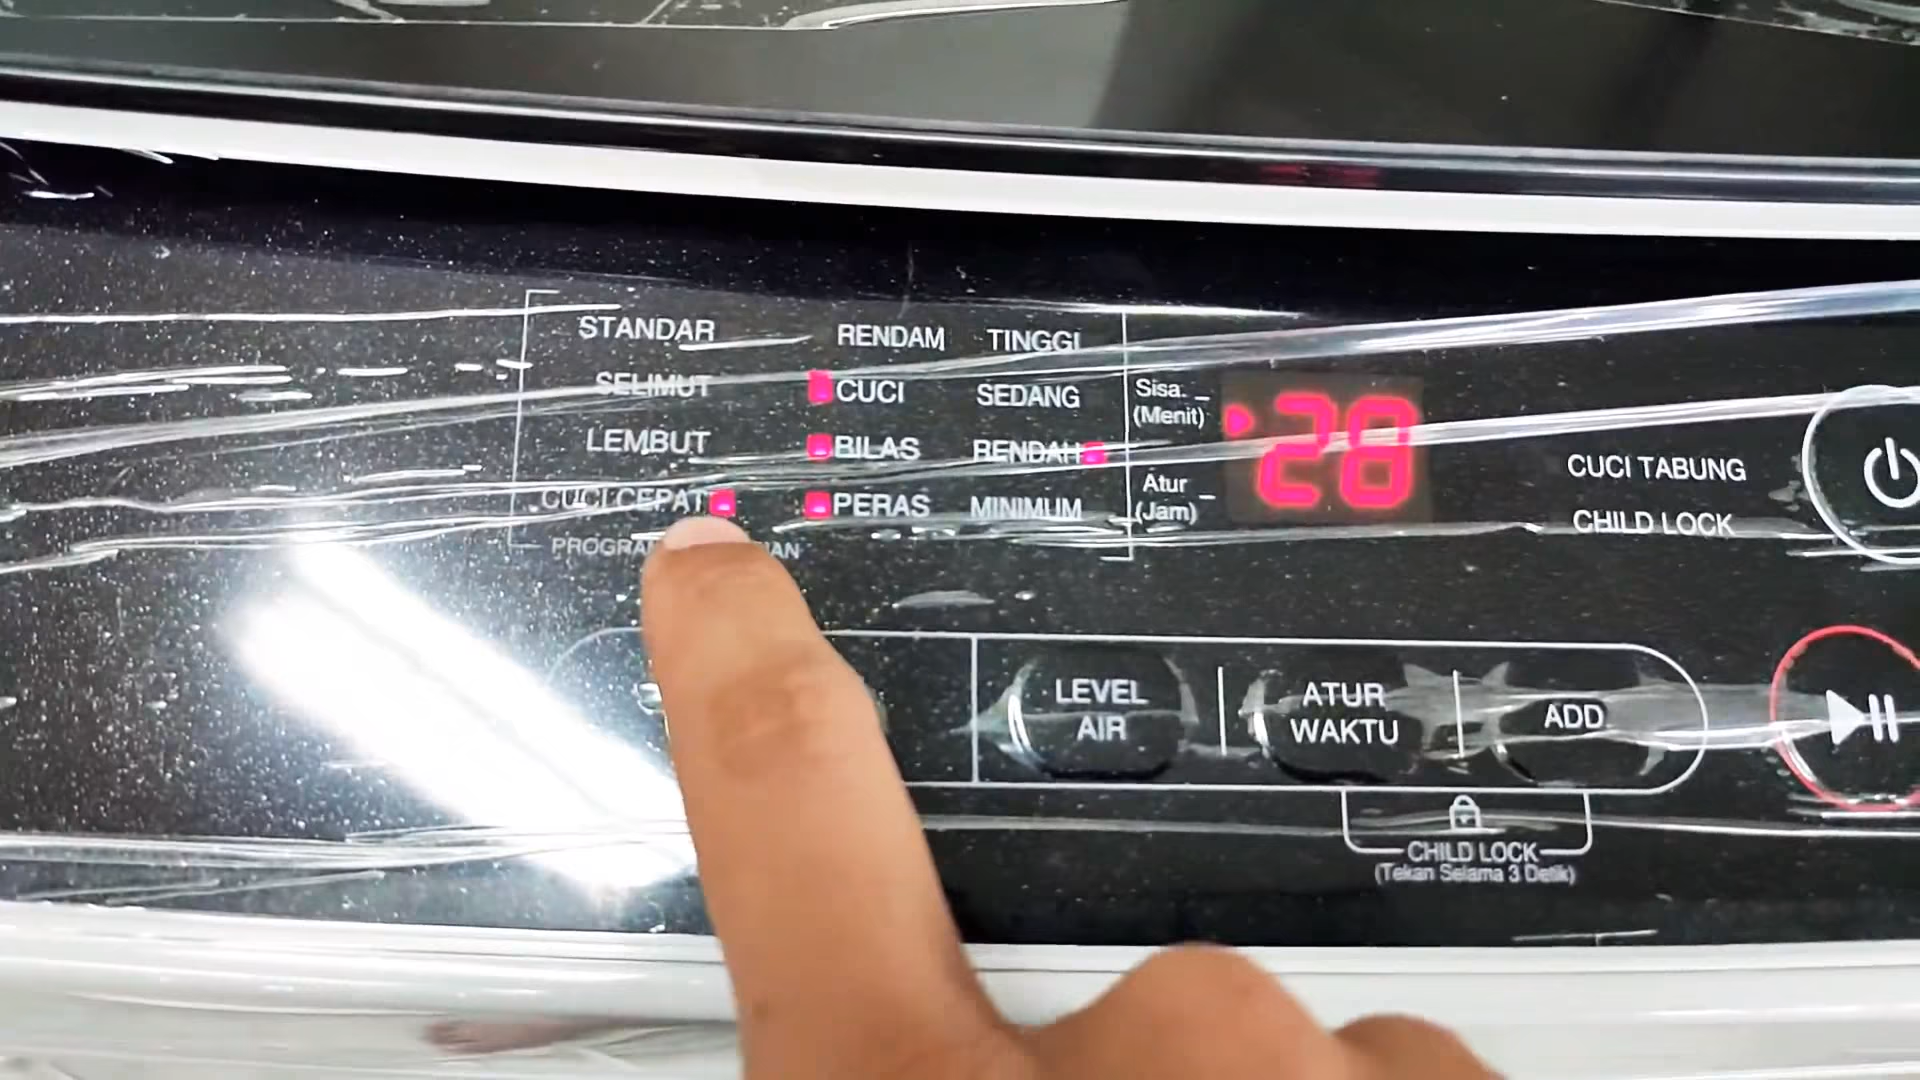 STANDAR RENDAM TINGGI
SELIMUT CUCI SEDANG
LEMBUT BILAS RENDAH
CUCI CEPAT PERAS MINIMUM
Sisa.
(Menit)
Atur
(Jam)
28
CUCI TABUNG
CHILD LOCK
LEVEL
AIR
ATUR
WAKTU
ADD
CHILD LOCK
(Tekan Selama 3 Detik)